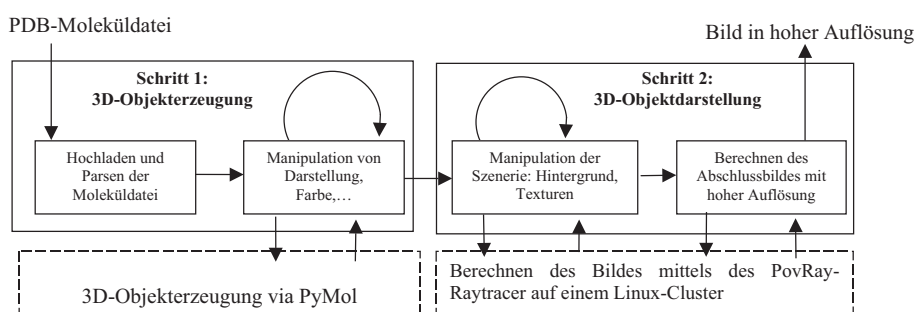 PDB-Moleküldatei
Bild in hoher Auflösung
Schritt 1:
3D-Objekterzeugung
Hochladen und
Parsen der
Moleküldatei
Manipulation von
Darstellung,
Farbe,…
Schritt 2:
3D-Objektdarstellung
Manipulation der
Szenerie: Hintergrund,
Texturen
Berechnen des
Abschlussbildes mit
hoher Auflösung
3D-Objekterzeugung via PyMol
Berechnen des Bildes mittels des PovRay-
Raytracer auf einem Linux-Cluster